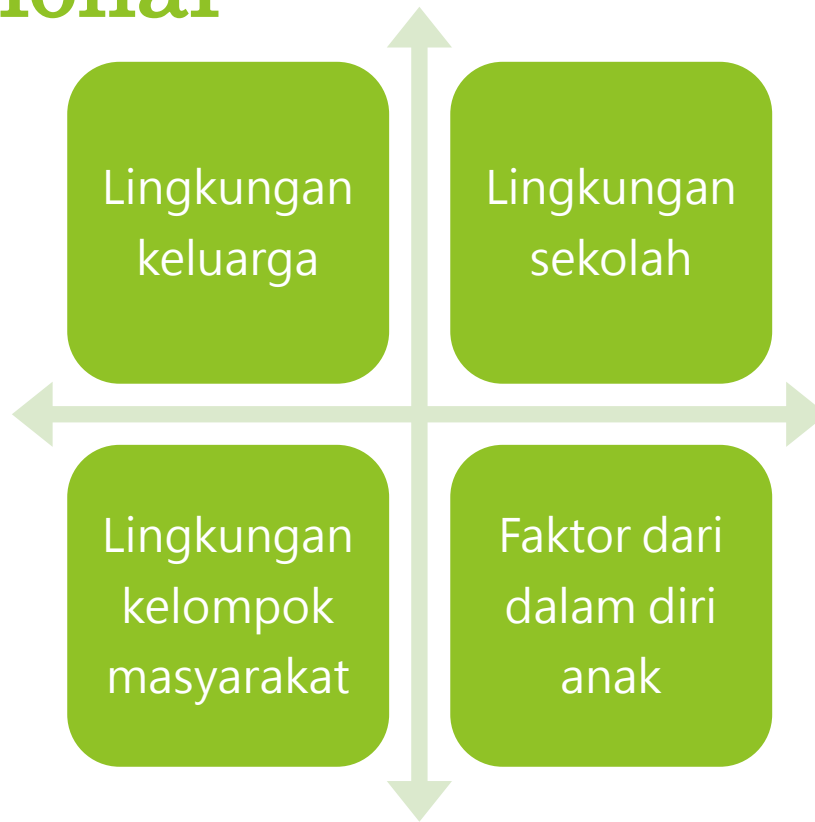 Lingkungan
keluarga
Lingkungan
sekolah
Lingkungan
kelompok
masyarakat
Faktor dari
dalam diri
anak